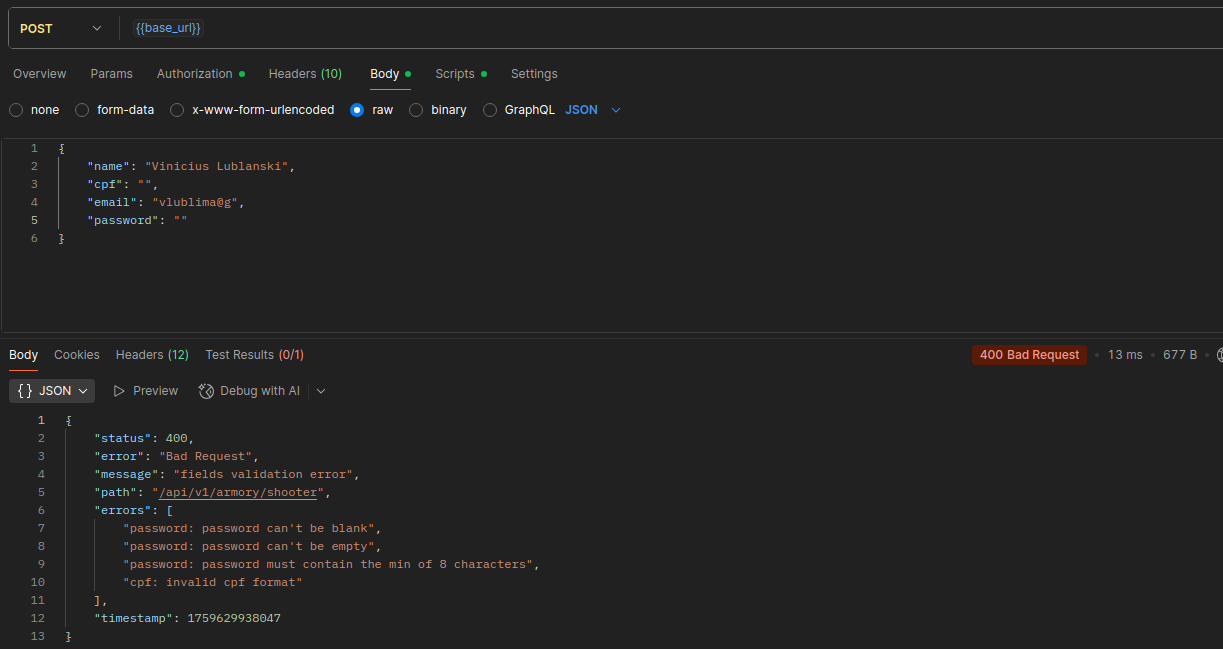 POST {{base_url}}
Overview Params Authorization Headers (10) Body Scripts Settings
none form-data x-www-form-urlencoded raw binary GraphQL JSON
1 {
2 "name": "Vinicius Lublanski",
3 "cpf": "",
4 "email": "vlublima@g",
5 "password": ""
6 }
Body Cookies Headers (12) Test Results (0/1) 400 Bad Request • 13 ms • 677 B •
{} JSON Preview Debug with AI
1 {
2 "status": 400,
3 "error": "Bad Request",
4 "message": "fields validation error",
5 "path": "/api/v1/armory/shooter",
6 "errors": [
7 "password: password can't be blank",
8 "password: password can't be empty",
9 "password: password must contain the min of 8 characters",
10 "cpf: invalid cpf format"
11 ],
12 "timestamp": 1759629938047
13 }